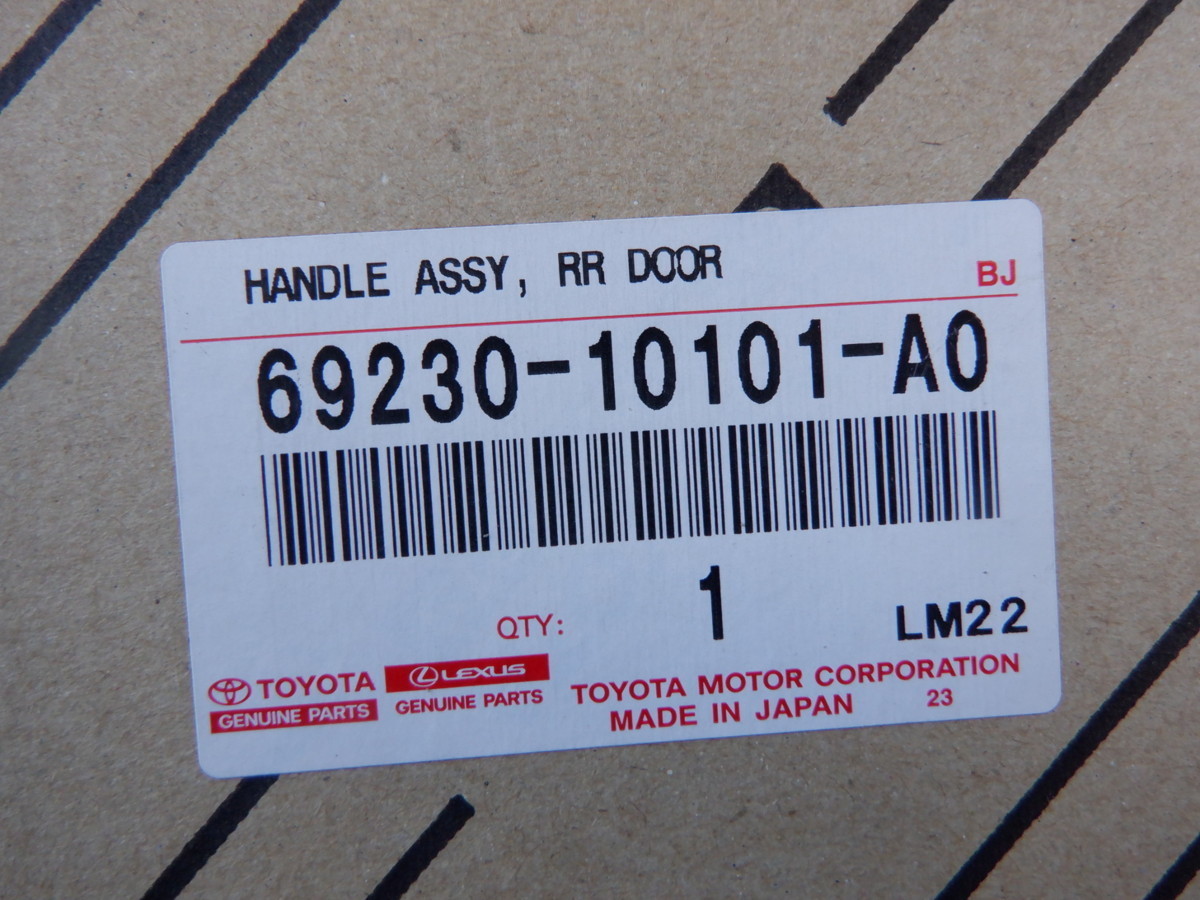 HANDLE ASSY, RR DOOR
BJ
69230-10101-A0
QTY: 1
LM22
TOYOTA
GENUINE PARTS
LEXUS
GENUINE PARTS
TOYOTA MOTOR CORPORATION
MADE IN JAPAN 23